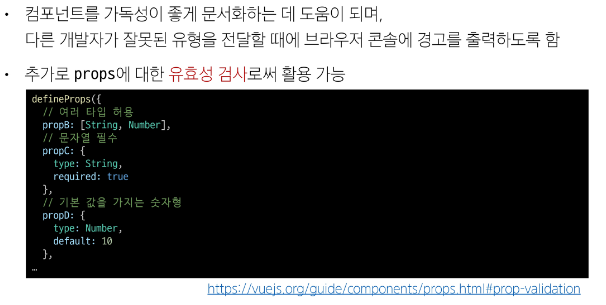 • 컴포넌트를 가독성이 좋게 문서화하는 데 도움이 되며,
다른 개발자가 잘못된 유형을 전달할 때에 브라우저 콘솔에 경고를 출력하도록 함
• 추가로 props에 대한 유효성 검사로써 활용 가능
defineProps({
// 여러 타입 허용
propB: [String, Number],
// 문자열 필수
propC: {
type: String,
required: true
},
// 기본 값을 가지는 숫자형
propD: {
type: Number,
default: 10
},
…
https://vuejs.org/guide/components/props.html#prop-validation